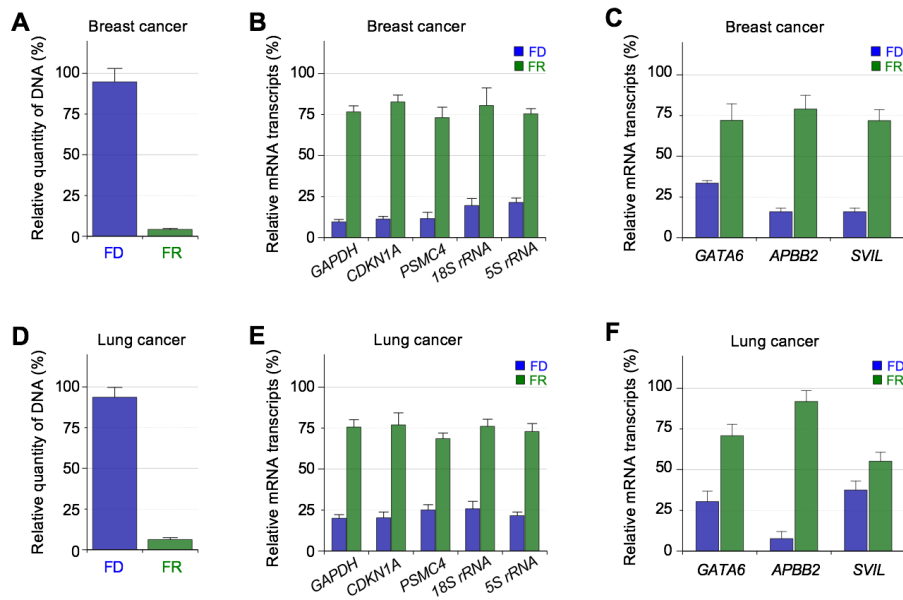 A
Breast cancer
Relative quantity of DNA (%)
100
75
50
25
0
FD
FR
B
Breast cancer
Relative mRNA transcripts (%)
FD
FR
100
75
50
25
0
GAPDH
CDKN1A
PSMC4
18S rRNA
5S rRNA
C
Breast cancer
Relative mRNA transcripts (%)
FD
FR
100
75
50
25
0
GATA6
APBB2
SVIL
D
Lung cancer
Relative quantity of DNA (%)
100
75
50
25
0
FD
FR
E
Lung cancer
Relative mRNA transcripts (%)
FD
FR
100
75
50
25
0
GAPDH
CDKN1A
PSMC4
18S rRNA
5S rRNA
F
Lung cancer
Relative mRNA transcripts (%)
FD
FR
100
75
50
25
0
GATA6
APBB2
SVIL